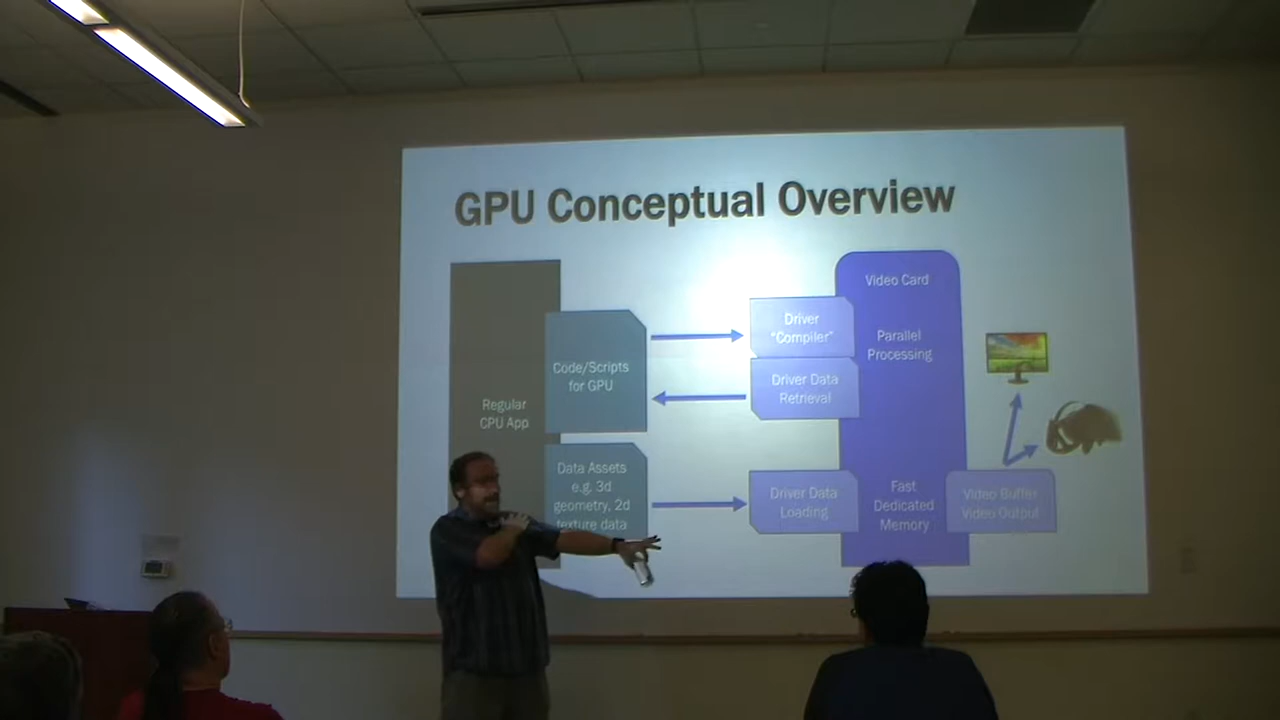 GPU Conceptual Overview
Regular
CPU App
Code/Scripts
for GPU
Data Assets
e.g. 3d
geometry, 2d
texture data
Driver
"Compiler"
Driver Data
Retrieval
Driver Data
Loading
Video Card
Parallel
Processing
Fast
Dedicated
Memory
Video Buffer
Video Output